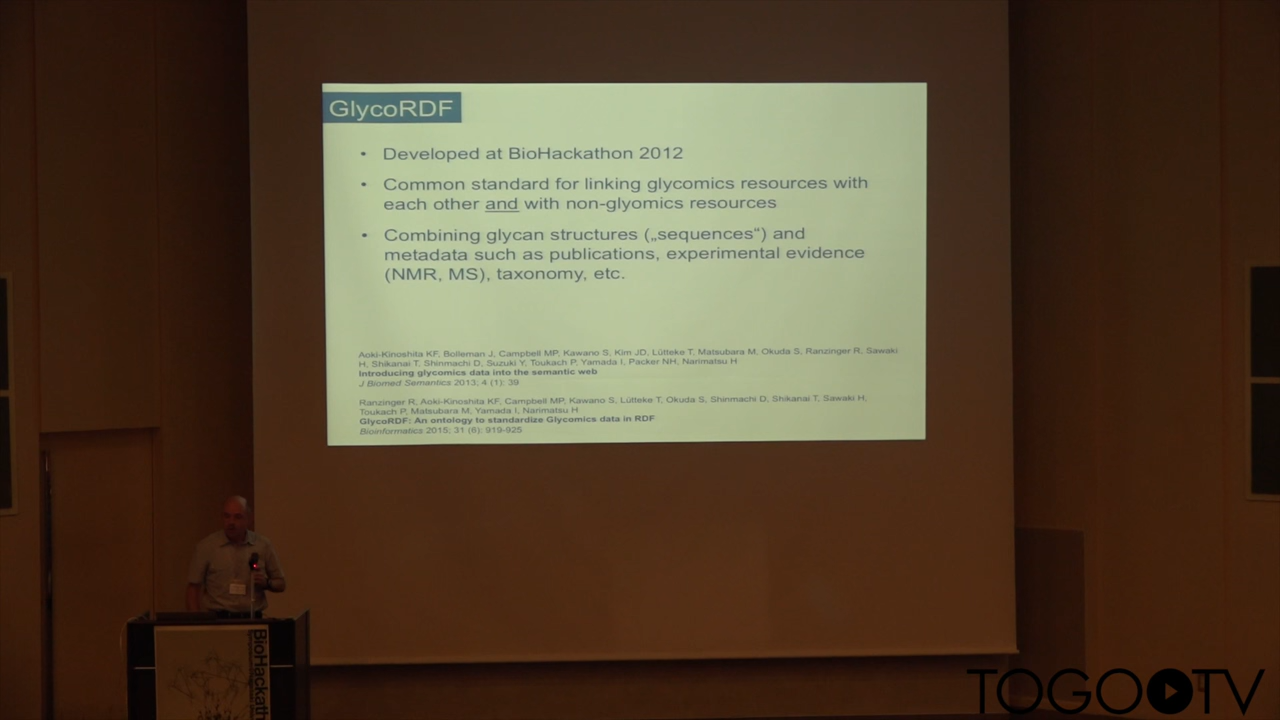 GlycoRDF
• Developed at BioHackathon 2012
• Common standard for linking glycomics resources with
each other and with non-glyomics resources
• Combining glycan structures („sequences“) and
metadata such as publications, experimental evidence
(NMR, MS), taxonomy, etc.
Aoki-Kinoshita KF, Bolleman J, Campbell MP, Kawano S, Kim JD, Lütteke T, Matsubara M, Okuda S, Ranzinger R, Sawaki
H, Shikanai T, Shinmachi D, Suzuki Y, Toukach P, Yamada I, Packer NH, Narimatsu H
Introducing glycomics data into the semantic web
J Biomed Semantics 2013; 4 (1): 39
Ranzinger R, Aoki-Kinoshita KF, Campbell MP, Kawano S, Lütteke T, Okuda S, Shinmachi D, Shikanai T, Sawaki H,
Toukach P, Matsubara M, Yamada I, Narimatsu H
GlycoRDF: An ontology to standardize Glycomics data in RDF
Bioinformatics 2015; 31 (6): 919-925
BioHackath
TOGO TV